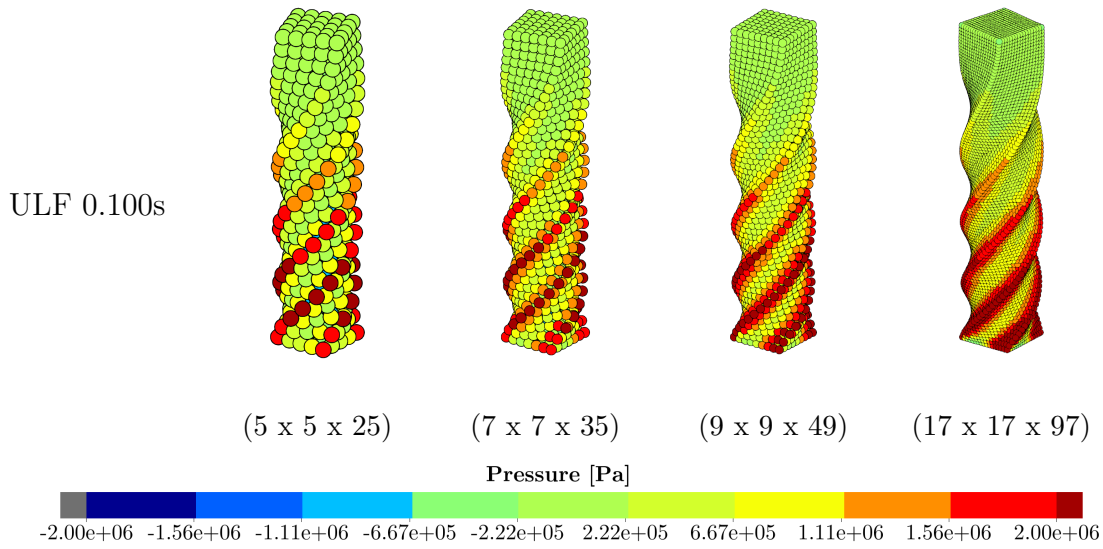 ULF 0.100s
(5 x 5 x 25) (7 x 7 x 35) (9 x 9 x 49) (17 x 17 x 97)
Pressure [Pa]
-2.00e+06 -1.56e+06 -1.11e+06 -6.67e+05 -2.22e+05 2.22e+05 6.67e+05 1.11e+06 1.56e+06 2.00e+06